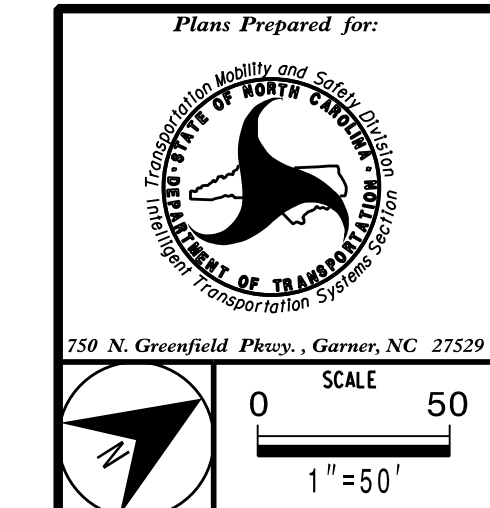 Plans Prepared for:
Transportation Mobility and Safety Division
STATE OF NORTH CAROLINA
DEPARTMENT OF TRANSPORTATION
Intelligent Transportation Systems Section
750 N. Greenfield Pkwy. , Garner, NC 27529
N
SCALE
0 50
1"=50'